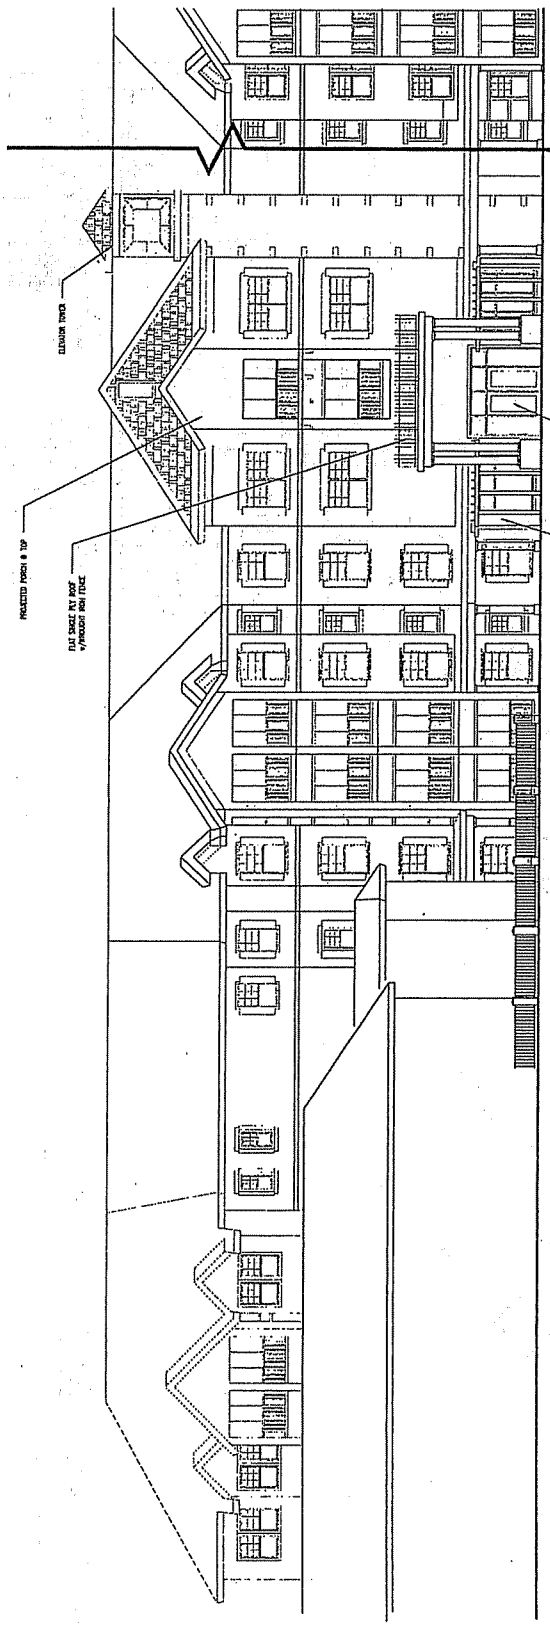 ELEVATOR TOWER
PROJECTED PORCH @ TOP
FLAT SINGLE PLY ROOF
W/WROUGHT IRON FENCE